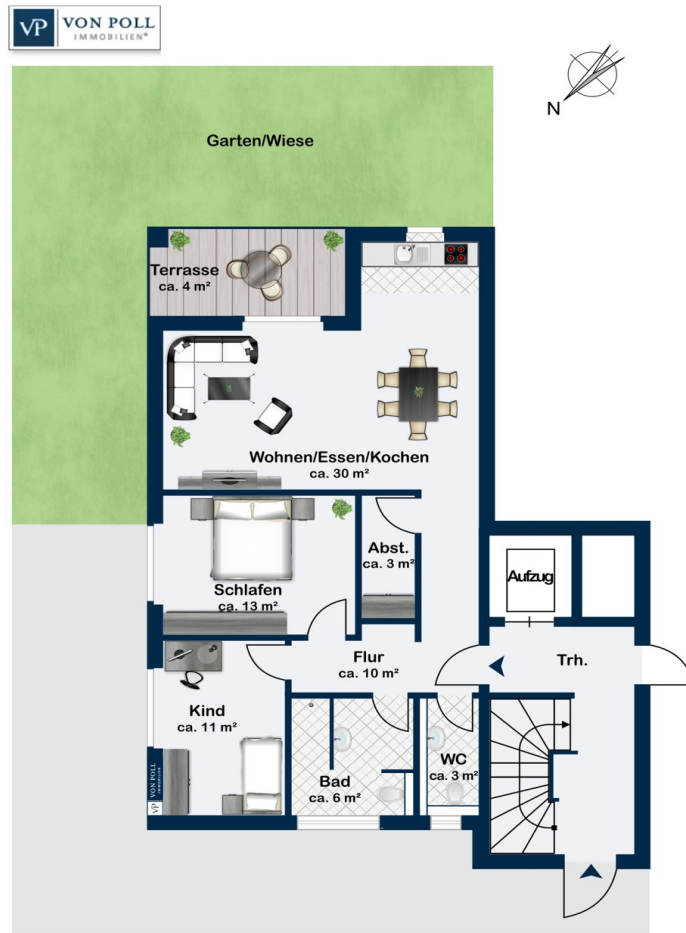 VP VON POLL
IMMOBILIEN®
N
Garten/Wiese
Terrasse
ca. 4 m²
Wohnen/Essen/Kochen
ca. 30 m²
Abst.
ca. 3 m²
Schlafen
ca. 13 m²
Aufzug
Flur
ca. 10 m²
Trh.
Kind
ca. 11 m²
Bad
ca. 6 m²
WC
ca. 3 m²
VP VON POLL
IMMOBILIEN